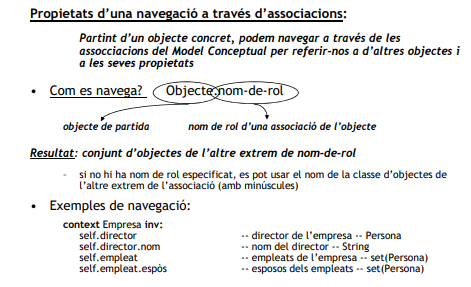 Propietats d'una navegació a través d'associacions:
Partint d'un objecte concret, podem navegar a través de les
assocciacions del Model Conceptual per referir-nos a d'altres objectes i
a les seves propietats
• Com es navega? Objecte.nom-de-rol
objecte de partida nom de rol d'una associació de l'objecte
Resultat: conjunt d'objectes de l'altre extrem de nom-de-rol
- si no hi ha nom de rol especificat, es pot usar el nom de la classe d'objectes de
l'altre extrem de l'associació (amb minúscules)
• Exemples de navegació:
context Empresa inv:
self.director -- director de l'empresa -- Persona
self.director.nom -- nom del director -- String
self.empleat -- empleats de l'empresa -- set(Persona)
self.empleat.espòs -- esposos dels empleats -- set(Persona)